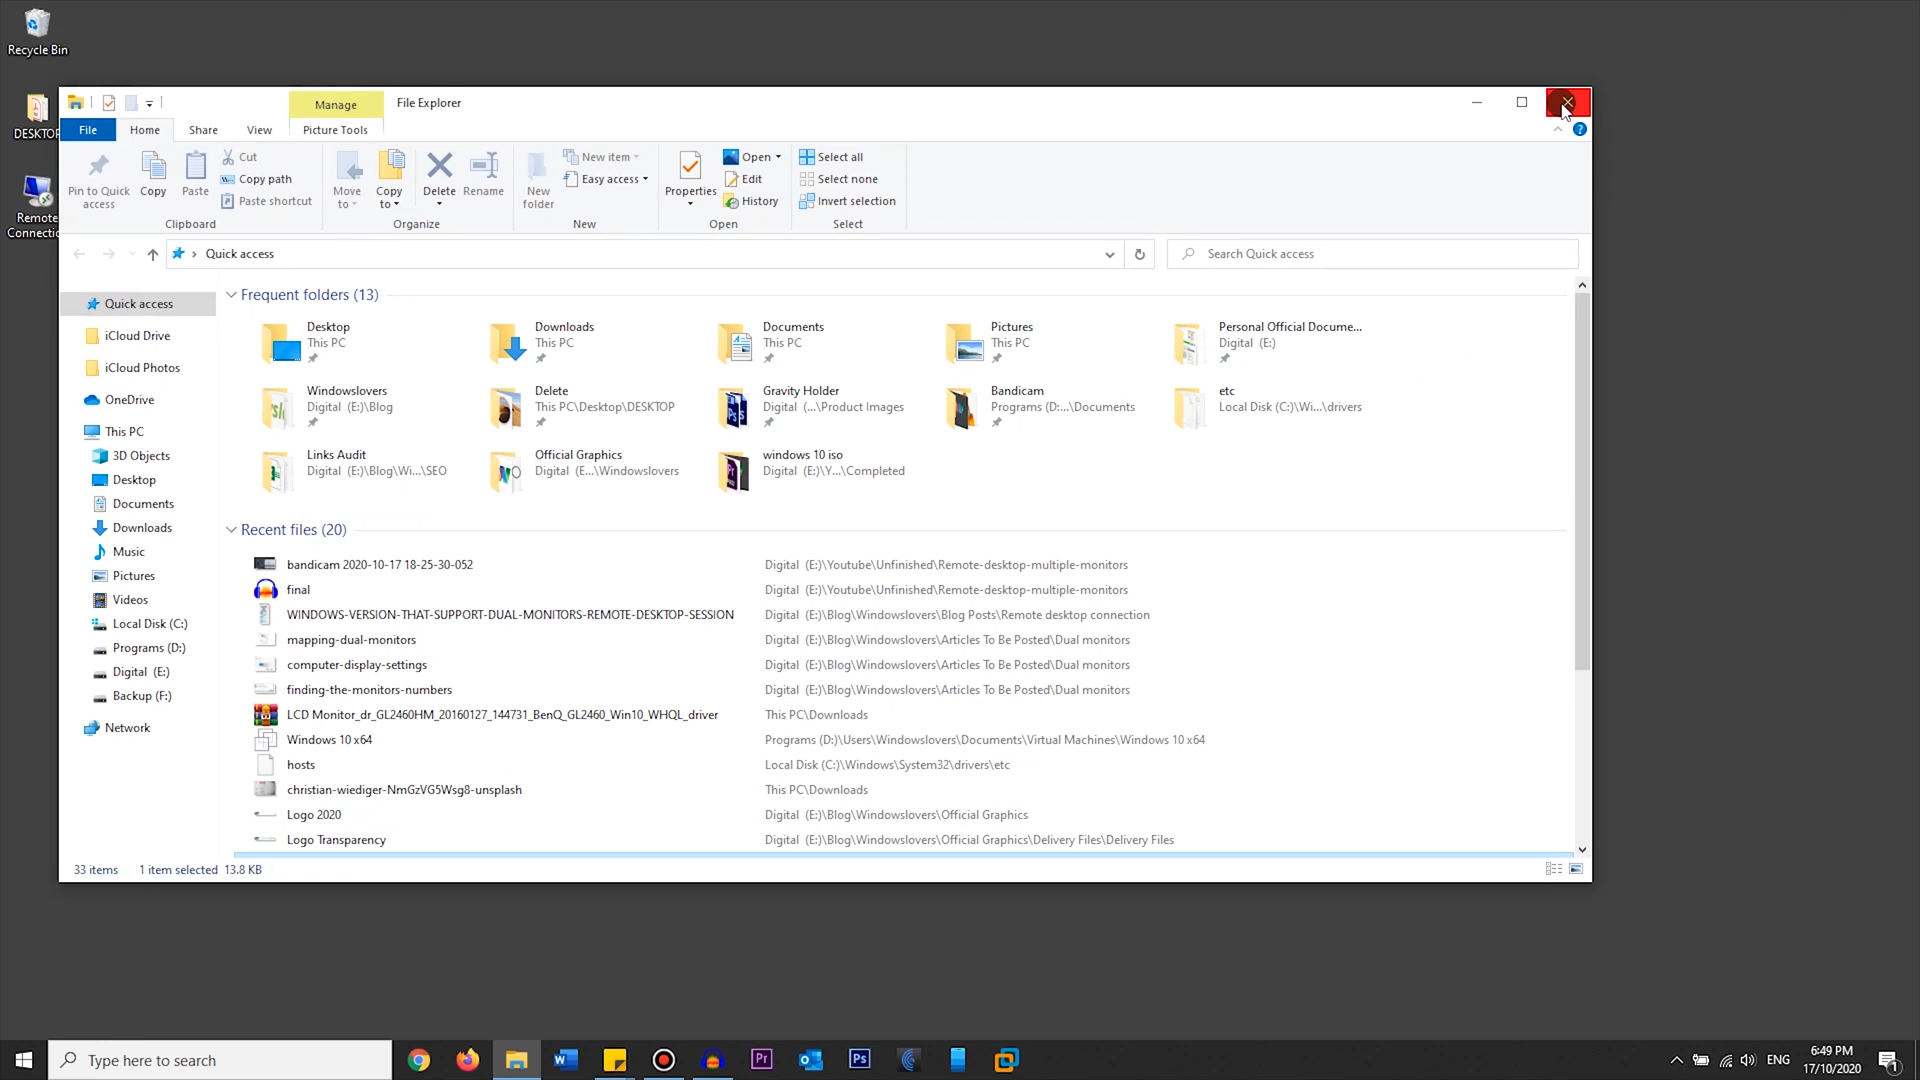 Recycle Bin
DESKTOP
Remote
Connectio
Manage
File Explorer
File
Home
Share
View
Picture Tools
Pin to Quick
access
Copy
Paste
Cut
Copy path
Paste shortcut
Clipboard
Move
to
Copy
to
Delete
Rename
Organize
New
folder
New item
Easy access
New
Properties
Open
Edit
History
Open
Select all
Select none
Invert selection
Select
Quick access
Search Quick access
Quick access
iCloud Drive
iCloud Photos
OneDrive
This PC
3D Objects
Desktop
Documents
Downloads
Music
Pictures
Videos
Local Disk (C:)
Programs (D:)
Digital (E:)
Backup (F:)
Network
Frequent folders (13)
Desktop
This PC
Downloads
This PC
Documents
This PC
Pictures
This PC
Personal Official Docume...
Digital (E:)
Windowslovers
Digital (E:)\Blog
Delete
This PC\Desktop\DESKTOP
Gravity Holder
Digital (...\Product Images
Bandicam
Programs (D:...\Documents
etc
Local Disk (C:)\Wi...\drivers
Links Audit
Digital (E:)\Blog\Wi...\SEO
Official Graphics
Digital (E...\Windowslovers
windows 10 iso
Digital (E:)\Y...\Completed
Recent files (20)
bandicam 2020-10-17 18-25-30-052 Digital (E:)\Youtube\Unfinished\Remote-desktop-multiple-monitors
final Digital (E:)\Youtube\Unfinished\Remote-desktop-multiple-monitors
WINDOWS-VERSION-THAT-SUPPORT-DUAL-MONITORS-REMOTE-DESKTOP-SESSION Digital (E:)\Blog\Windowslovers\Blog Posts\Remote desktop connection
mapping-dual-monitors Digital (E:)\Blog\Windowslovers\Articles To Be Posted\Dual monitors
computer-display-settings Digital (E:)\Blog\Windowslovers\Articles To Be Posted\Dual monitors
finding-the-monitors-numbers Digital (E:)\Blog\Windowslovers\Articles To Be Posted\Dual monitors
LCD Monitor_dr_GL2460HM_20160127_144731_BenQ_GL2460_Win10_WHQL_driver This PC\Downloads
Windows 10 x64 Programs (D:)\Users\Windowslovers\Documents\Virtual Machines\Windows 10 x64
hosts Local Disk (C:)\Windows\System32\drivers\etc
christian-wiediger-NmGzVG5Wsg8-unsplash This PC\Downloads
Logo 2020 Digital (E:)\Blog\Windowslovers\Official Graphics
Logo Transparency Digital (E:)\Blog\Windowslovers\Official Graphics\Delivery Files\Delivery Files
33 items 1 item selected 13.8 KB
Type here to search
Pr
Ps
ENG
6:49 PM
17/10/2020
1